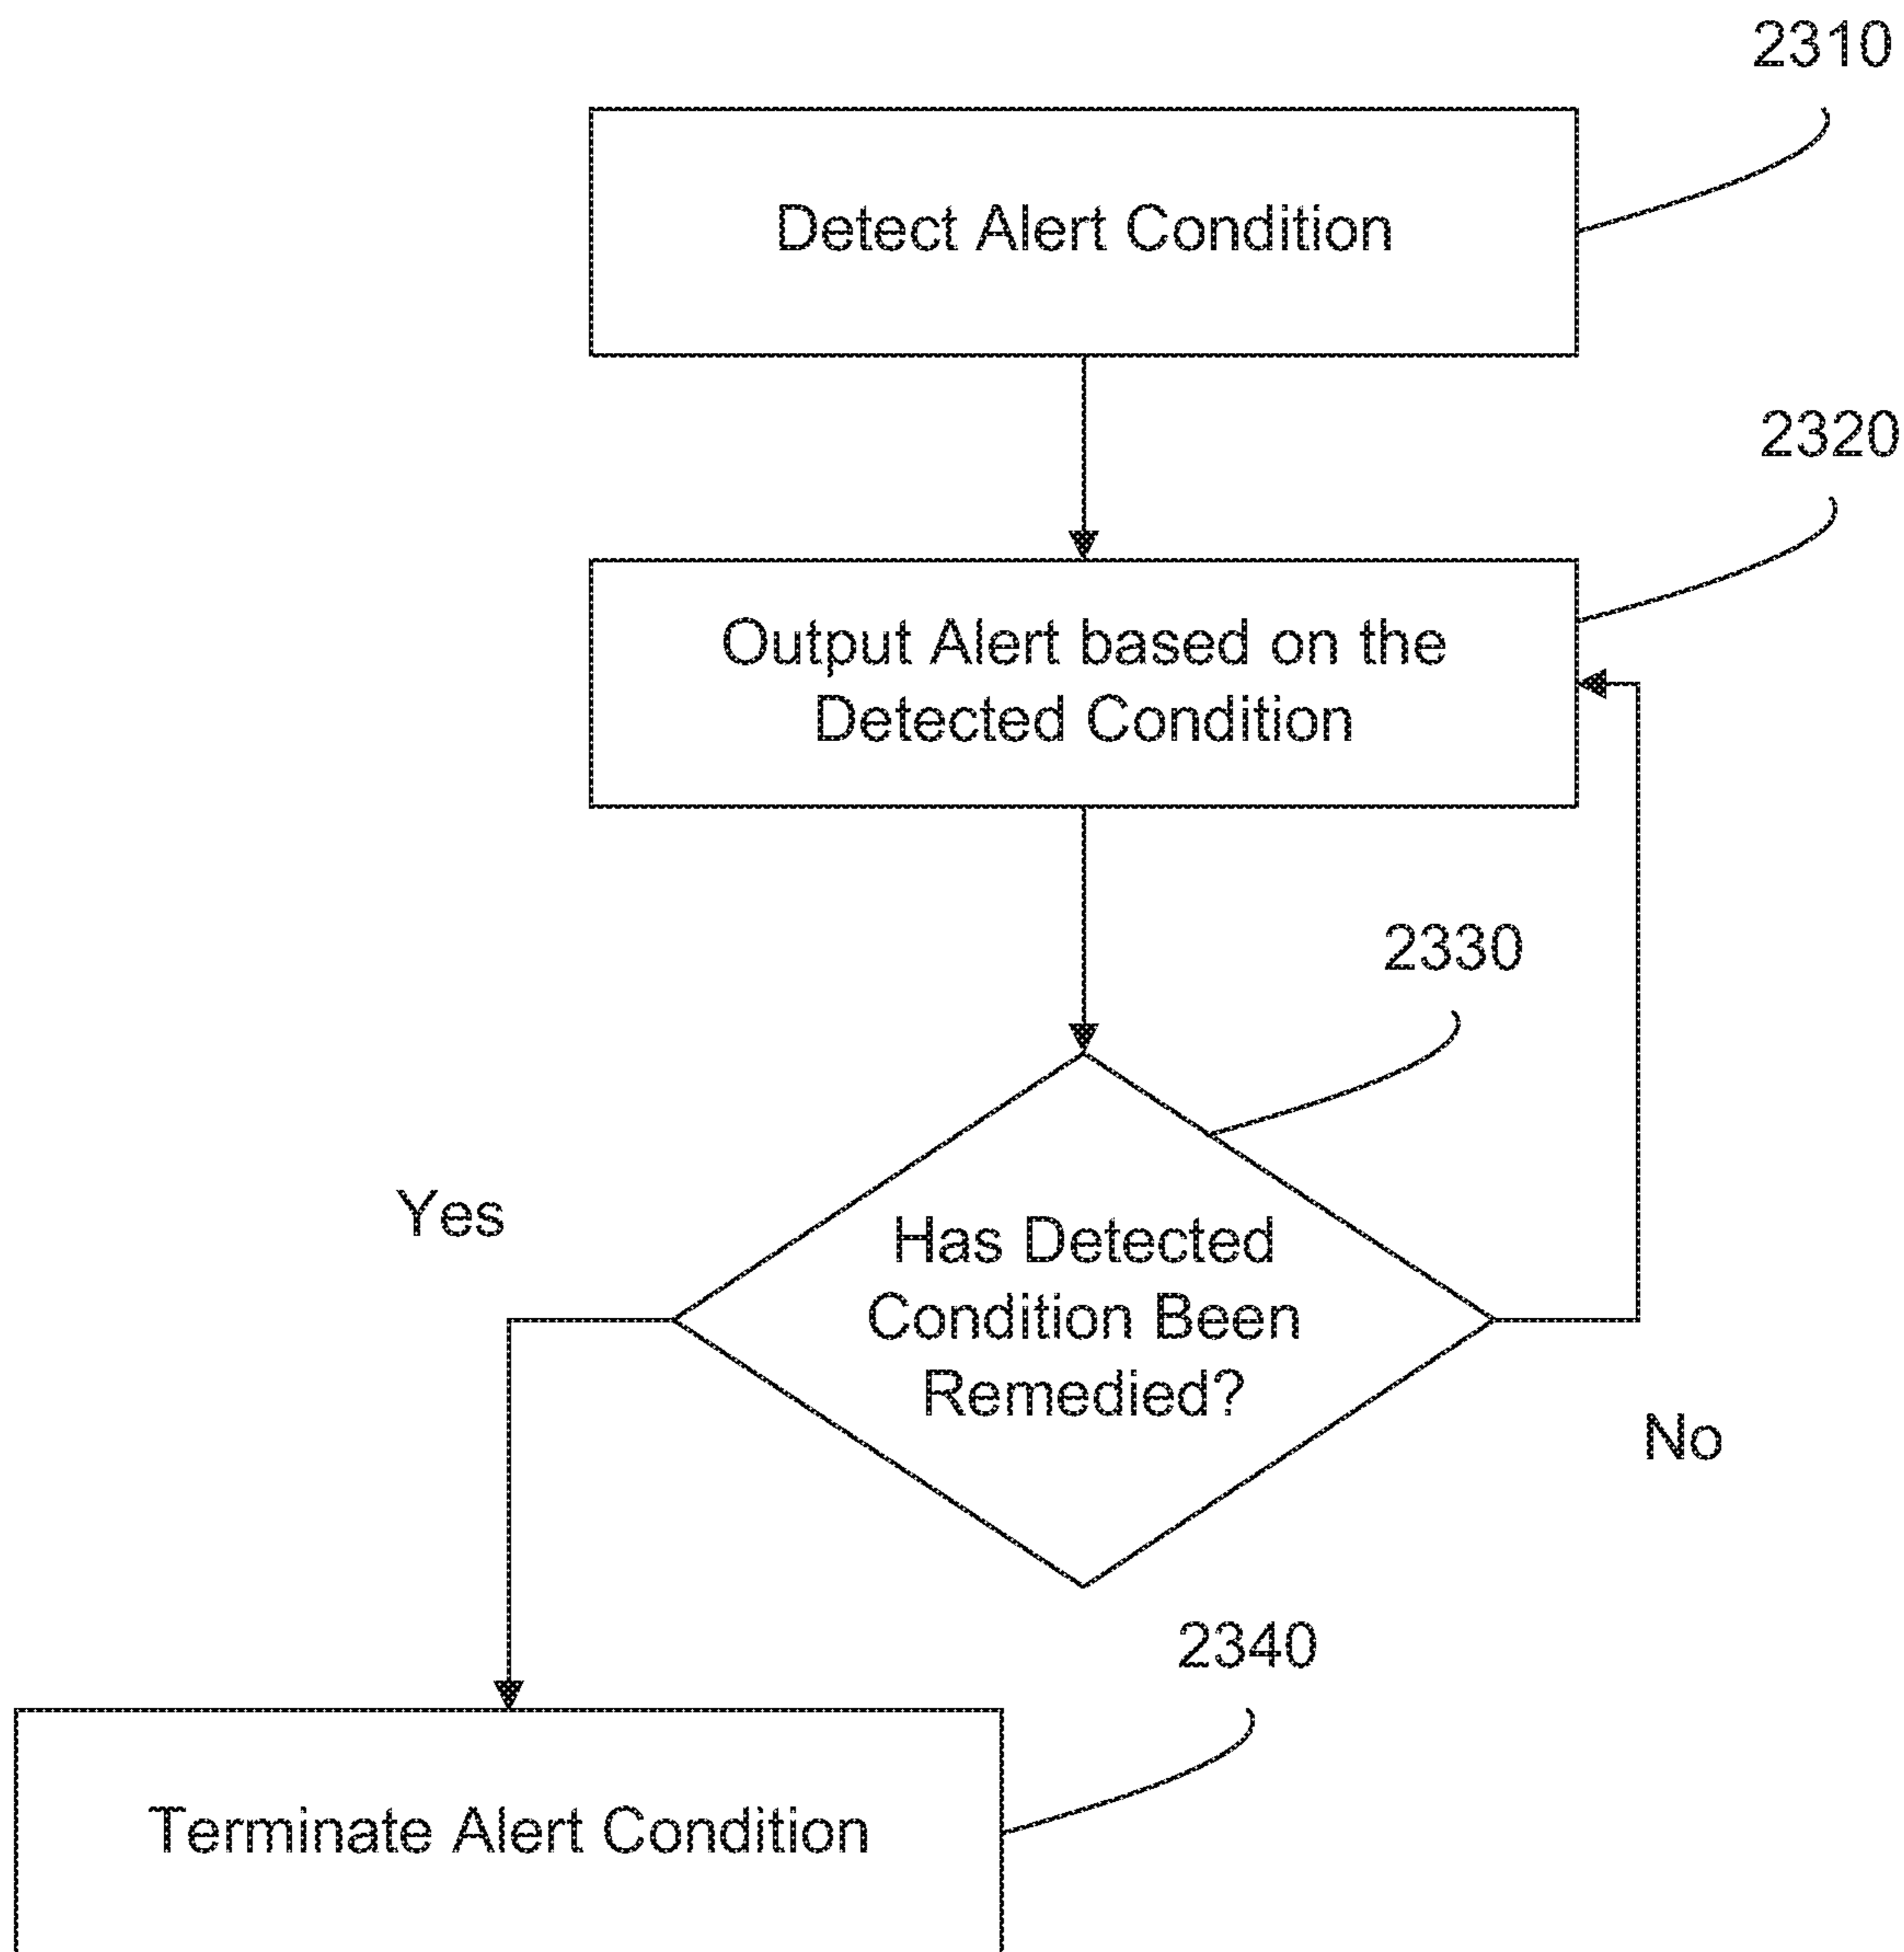 2310
Detect Alert Condition
2320
Output Alert based on the
Detected Condition
2330
Yes
Has Detected
Condition Been
Remedied?
No
2340
Terminate Alert Condition